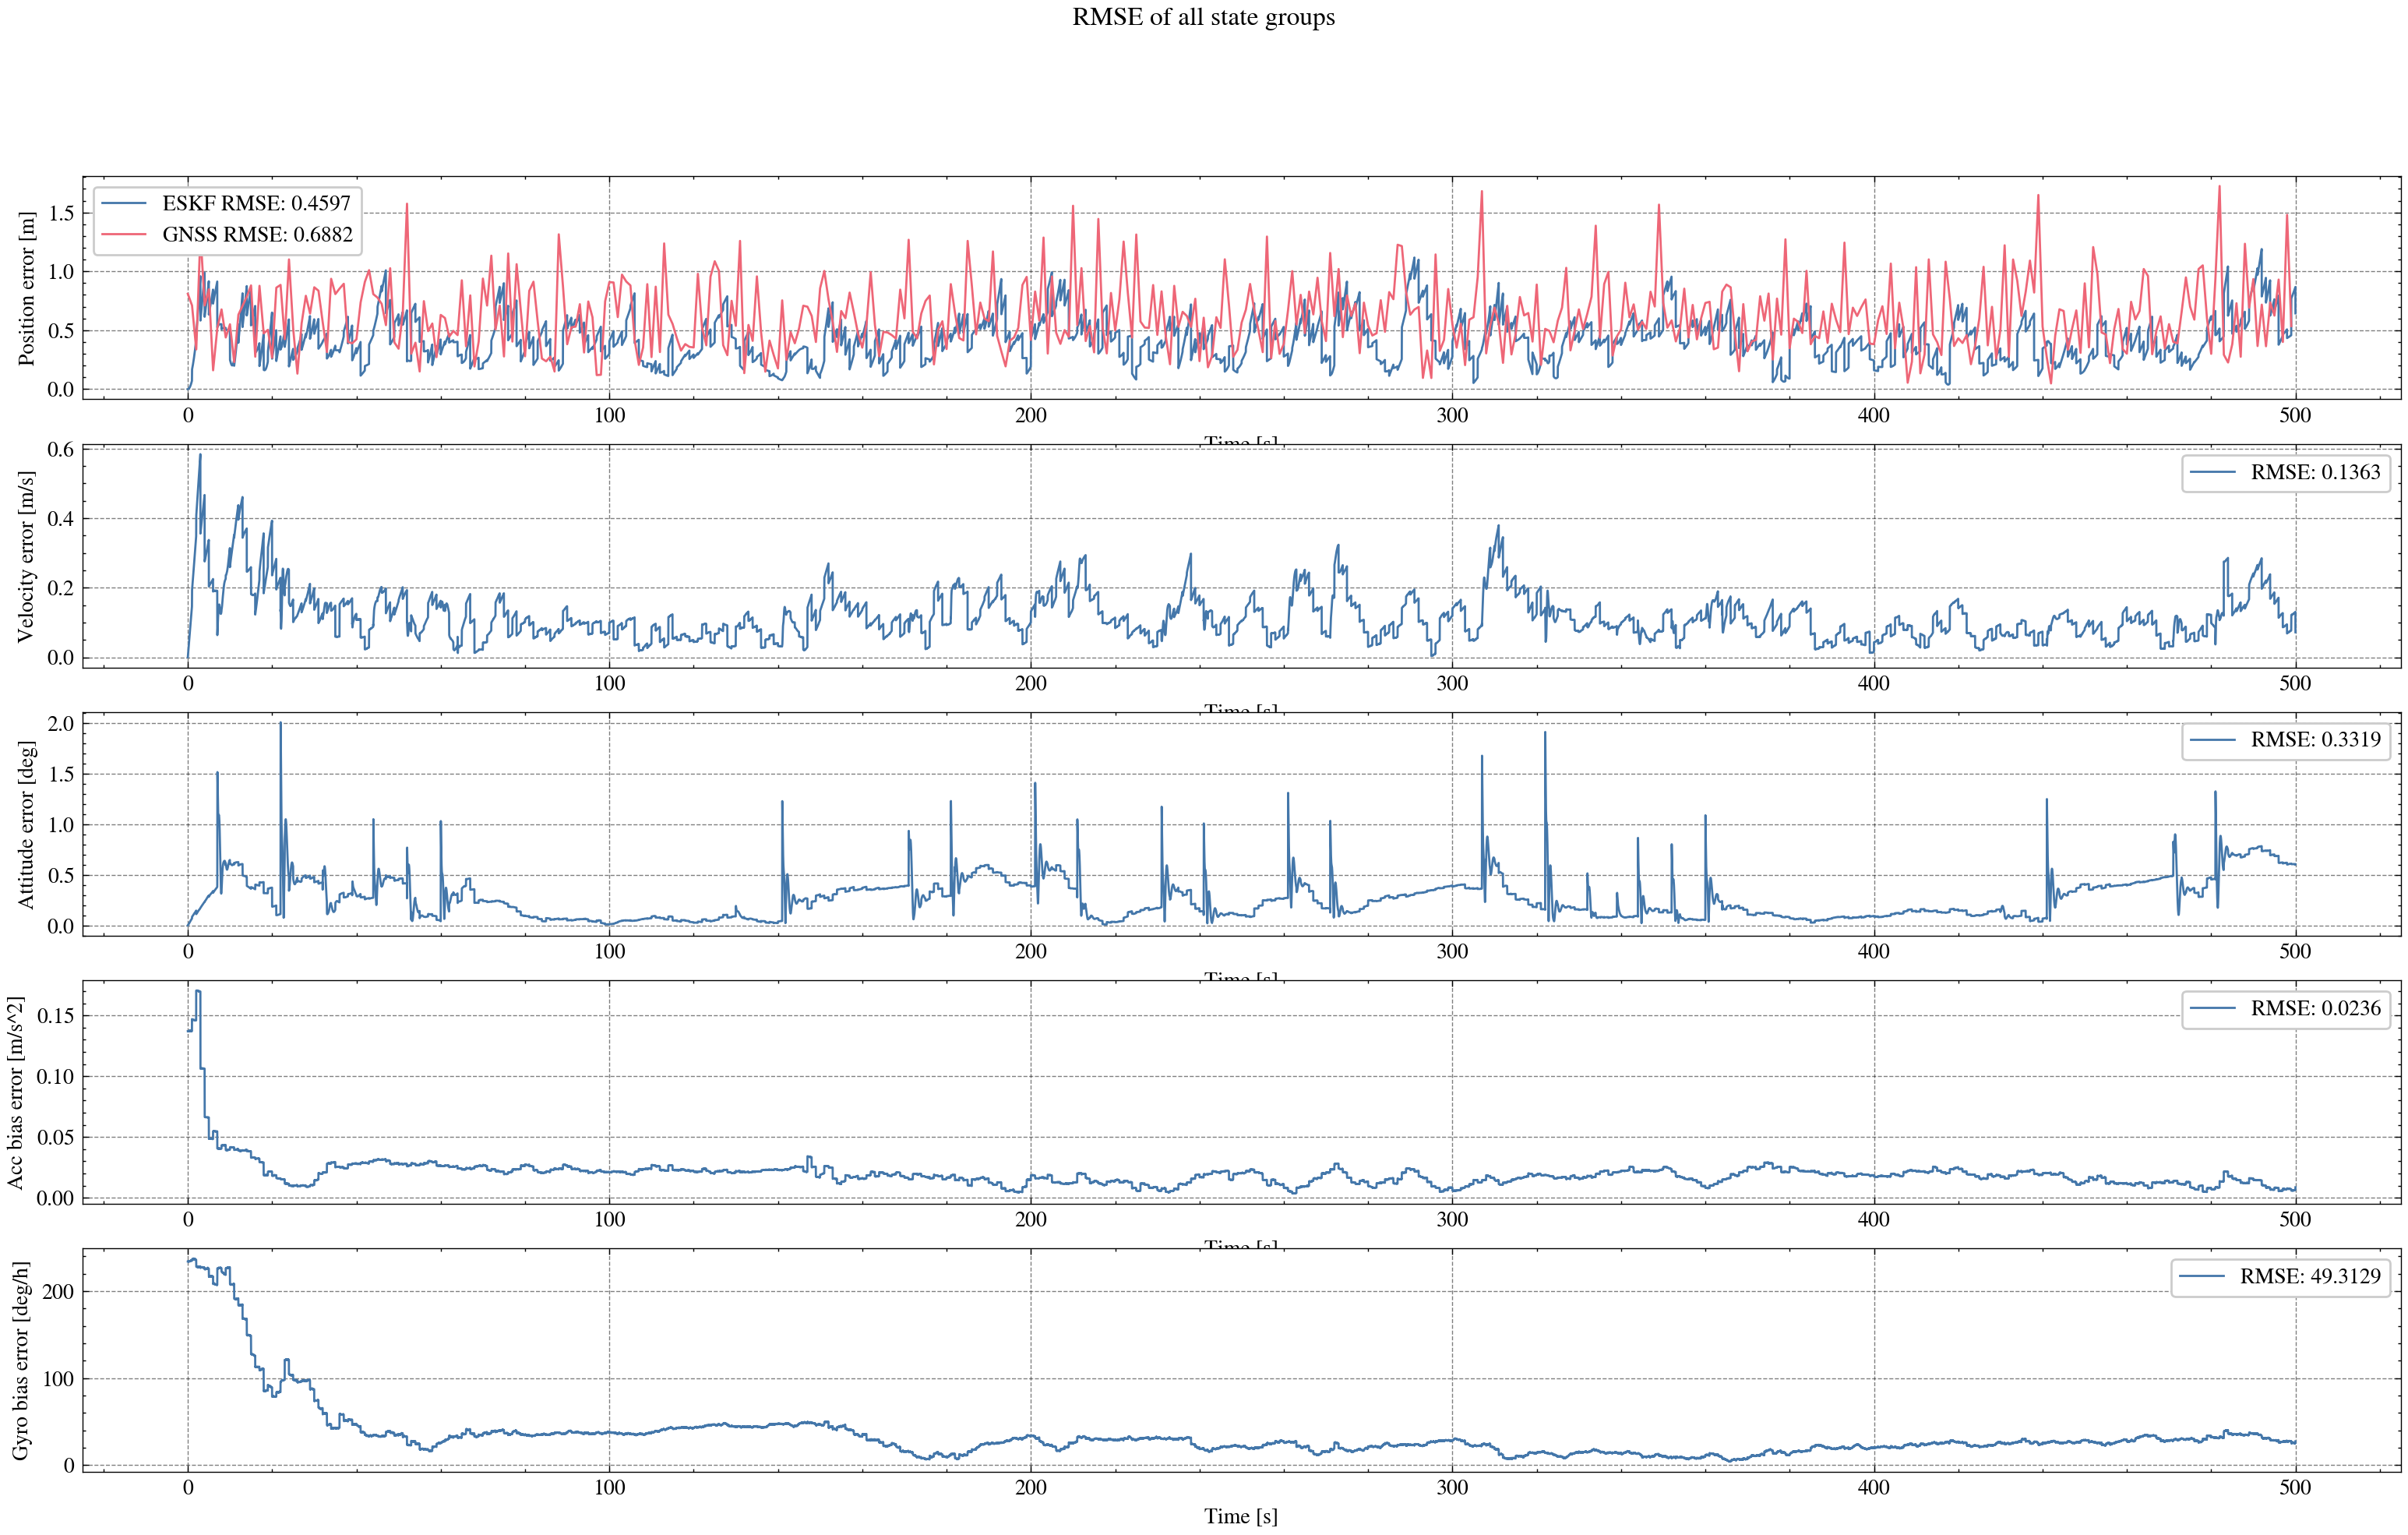 RMSE of all state groups
Position error [m]
1.5
1.0
0.5
0.0
ESKF RMSE: 0.4597
GNSS RMSE: 0.6882
0 100 200 300 400 500
Time [s]
Velocity error [m/s]
0.6
0.4
0.2
0.0
RMSE: 0.1363
0 100 200 300 400 500
Time [s]
Attitude error [deg]
2.0
1.5
1.0
0.5
0.0
RMSE: 0.3319
0 100 200 300 400 500
Time [s]
Acc bias error [m/s^2]
0.15
0.10
0.05
0.00
RMSE: 0.0236
0 100 200 300 400 500
Time [s]
Gyro bias error [deg/h]
200
100
0
RMSE: 49.3129
0 100 200 300 400 500
Time [s]